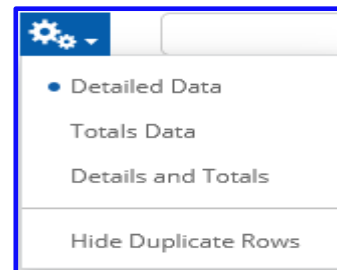 Detailed Data
Totals Data
Details and Totals
Hide Duplicate Rows